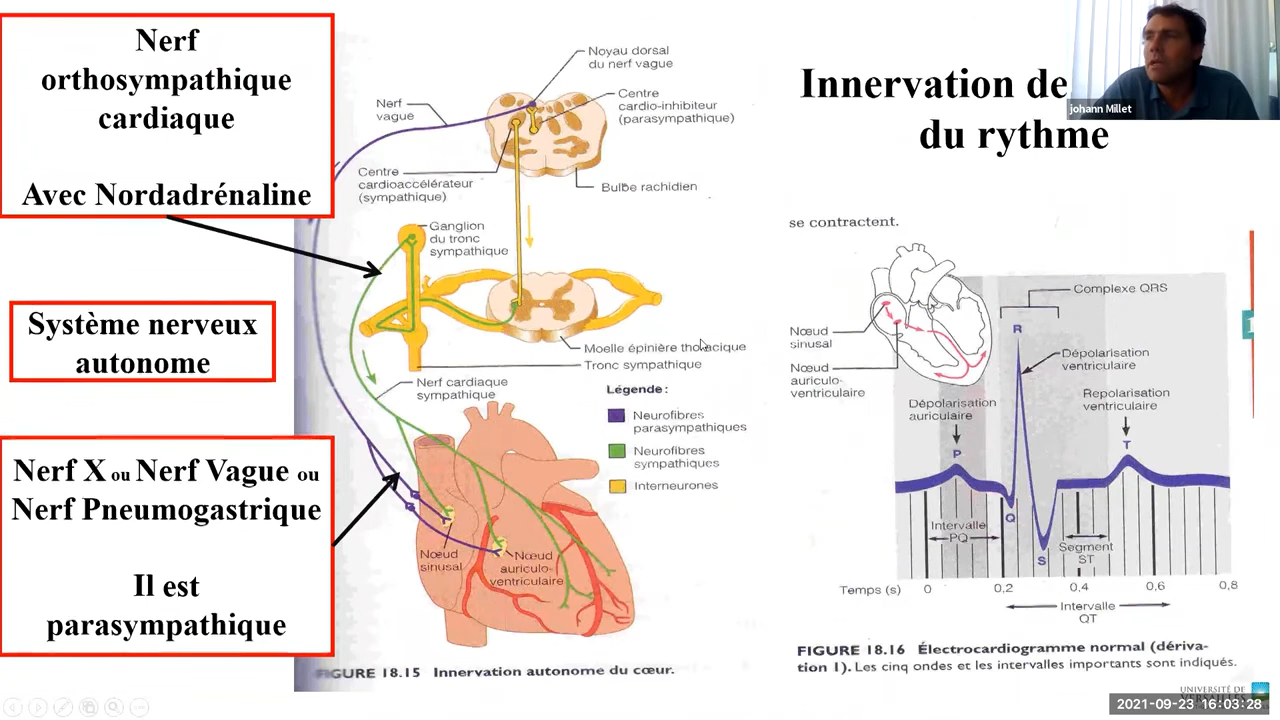 Nerf
orthosympathique
cardiaque
Avec Nordadrénaline
Système nerveux
autonome
Nerf X ou Nerf Vague ou
Nerf Pneumogastrique
Il est
parasympathique
Noyau dorsal
du nerf vague
Centre
cardio-inhibiteur
(parasympathique)
Nerf
vague
Centre
cardioaccélérateur
(sympathique)
Bulbe rachidien
Ganglion
du tronc
sympathique
Moelle épinière thoracique
Tronc sympathique
Nerf cardiaque
sympathique
Légende :
Neurofibres
parasympathiques
Neurofibres
sympathiques
Interneurones
Nœud
sinusal
Nœud
auriculo-
ventriculaire
FIGURE 18.15 Innervation autonome du cœur.
Innervation de
du rythme
johann Millet
se contractent.
Nœud
sinusal
Nœud
auriculo-
ventriculaire
Complexe QRS
R
Dépolarisation
ventriculaire
Dépolarisation
auriculaire
Repolarisation
ventriculaire
P
T
Q
S
Intervalle
PQ
Segment
ST
Temps (s) 0 0,2 0,4 0,6 0,8
Intervalle
QT
FIGURE 18.16 Électrocardiogramme normal (dériva-
tion 1). Les cinq ondes et les intervalles importants sont indiqués.
UNIVERSITÉ DE
2021-09-23 16:03:28